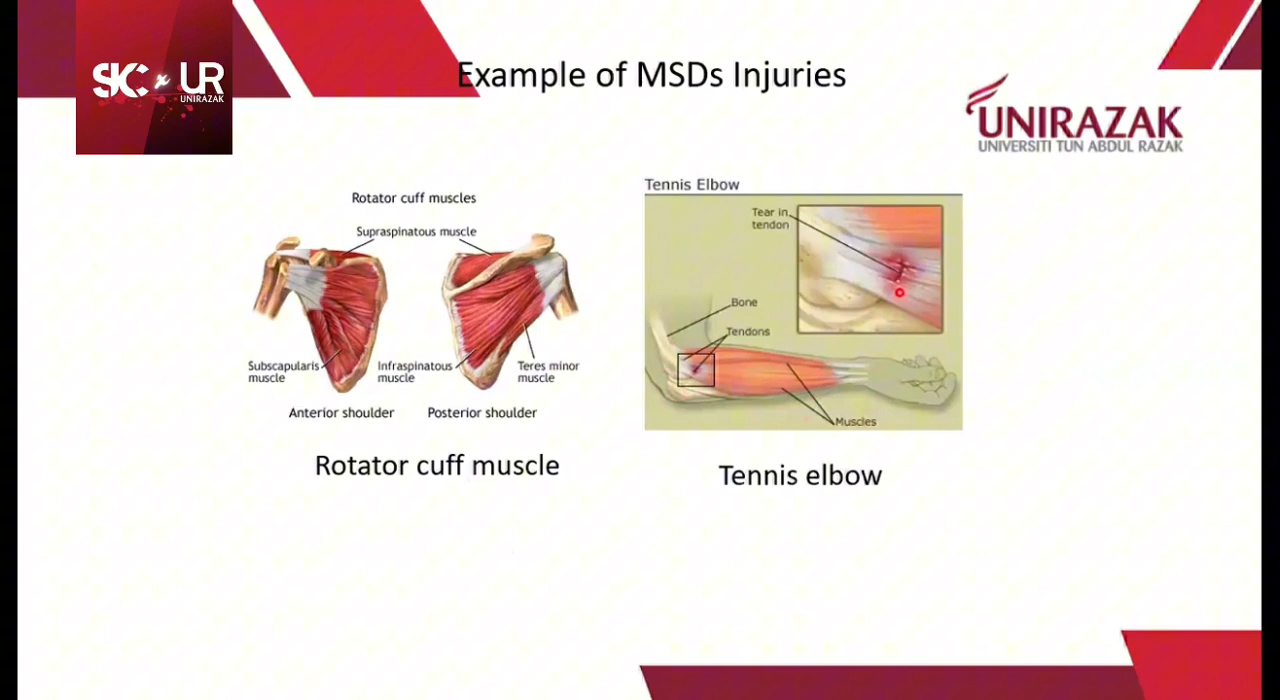 SIC x UR
UNIRAZAK
Example of MSDs Injuries
UNIRAZAK
UNIVERSITI TUN ABDUL RAZAK
Rotator cuff muscles
Supraspinatous muscle
Subscapularis
muscle
Infraspinatous
muscle
Teres minor
muscle
Anterior shoulder
Posterior shoulder
Rotator cuff muscle
Tennis Elbow
Tear in
tendon
Bone
Tendons
Muscles
Tennis elbow